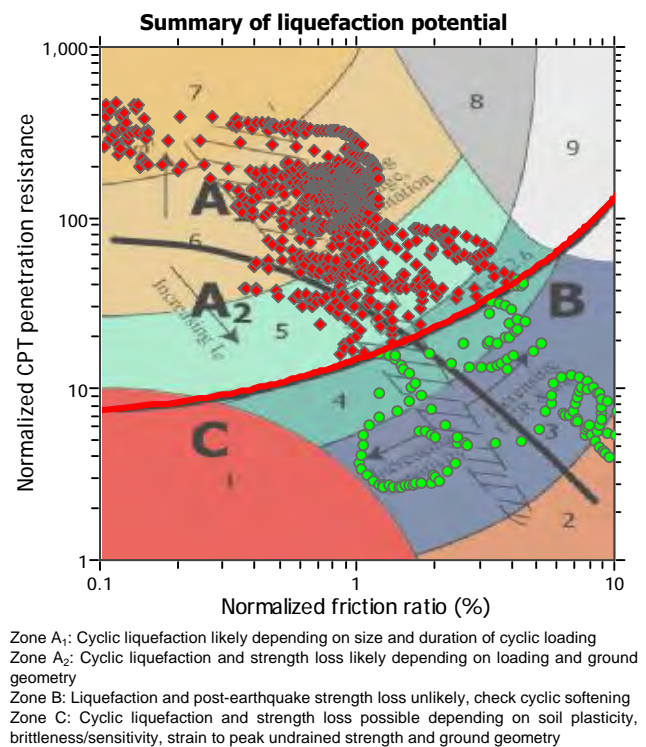 Summary of liquefaction potential
1,000
100
10
1
Normalized CPT penetration resistance
7
8
9
A
6
A2
5
Increasing
B
4
C
3
1
2
0.1
1
10
Normalized friction ratio (%)
Zone A1: Cyclic liquefaction likely depending on size and duration of cyclic loading
Zone A2: Cyclic liquefaction and strength loss likely depending on loading and ground
geometry
Zone B: Liquefaction and post-earthquake strength loss unlikely, check cyclic softening
Zone C: Cyclic liquefaction and strength loss possible depending on soil plasticity,
brittleness/sensitivity, strain to peak undrained strength and ground geometry